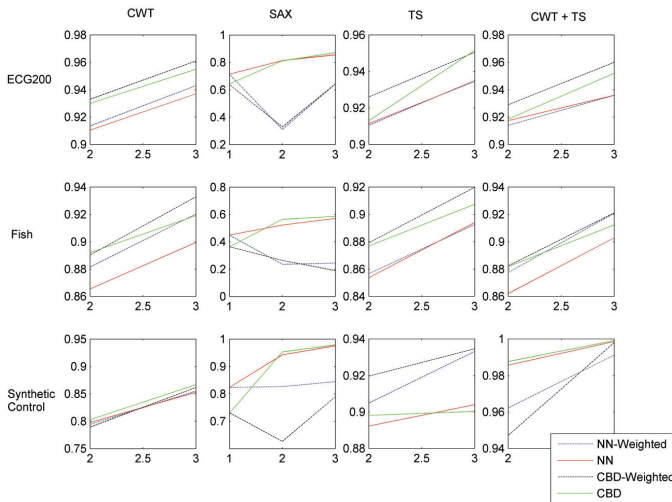 CWT SAX TS CWT + TS
ECG200
0.98 0.96 0.94 0.92 0.9 2 2.5 3
1 0.8 0.6 0.4 0.2 1 2 3
0.96 0.94 0.92 0.9 2 2.5 3
0.98 0.96 0.94 0.92 0.9 2 2.5 3
Fish
0.94 0.92 0.9 0.88 0.86 2 2.5 3
0.8 0.6 0.4 0.2 0 1 2 3
0.92 0.9 0.88 0.86 0.84 2 2.5 3
0.94 0.92 0.9 0.88 0.86 2 2.5 3
Synthetic
Control
0.95 0.9 0.85 0.8 0.75 2 2.5 3
1 0.9 0.8 0.7 1 2 3
0.94 0.92 0.9 0.88 2 2.5 3
1 0.98 0.96 0.94 2
NN-Weighted
NN
CBD-Weighted
CBD